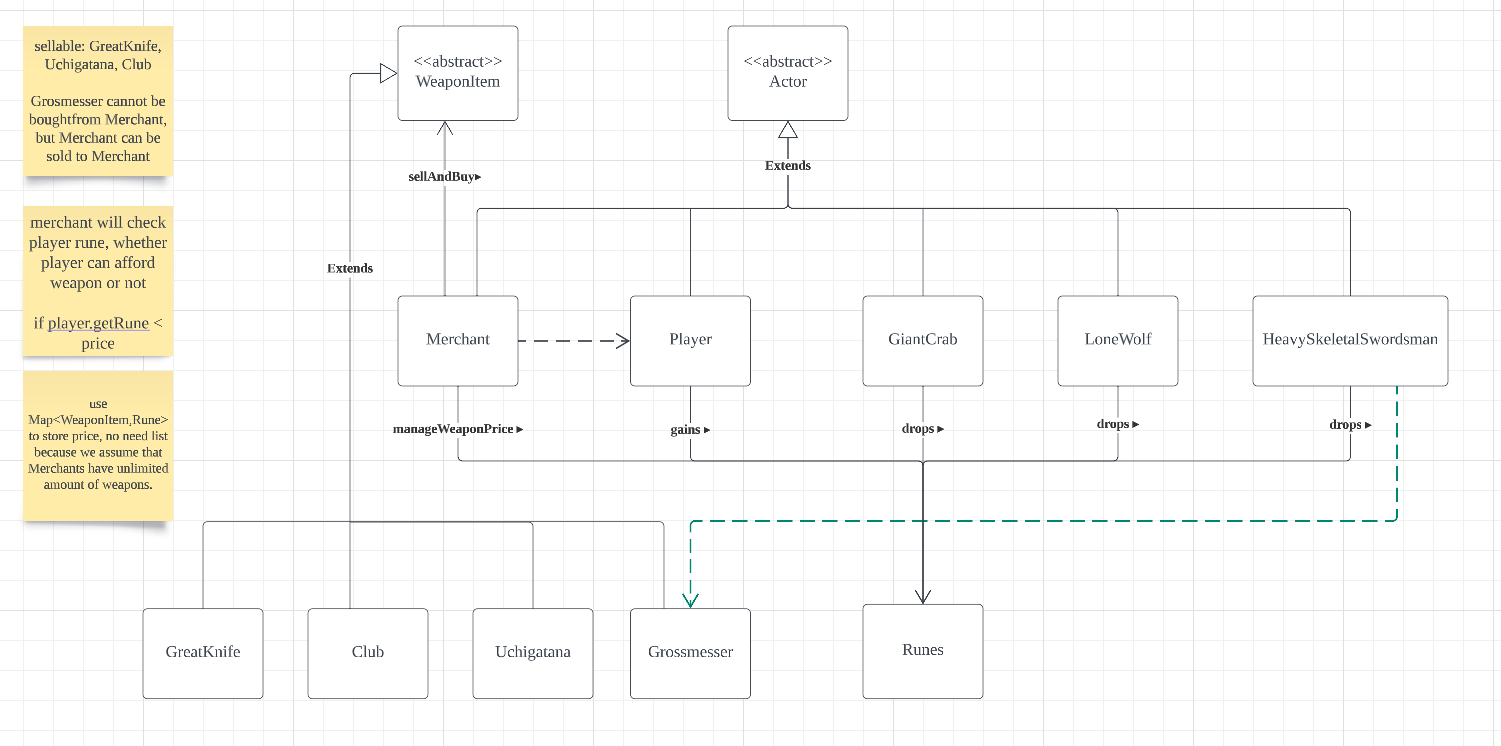 sellable: GreatKnife,
Uchigatana, Club
Grosmesser cannot be
boughtfrom Merchant,
but Merchant can be
sold to Merchant
merchant will check
player rune, whether
player can afford
weapon or not
if player.getRune <
price
use
Map<WeaponItem,Rune>
to store price, no need list
because we assume that
Merchants have unlimited
amount of weapons.
<<abstract>>
WeaponItem
<<abstract>>
Actor
Extends
sellAndBuy▸
Extends
Merchant
Player
GiantCrab
LoneWolf
HeavySkeletalSwordsman
manageWeaponPrice ▸
gains ▸
drops ▸
drops ▸
drops ▸
GreatKnife
Club
Uchigatana
Grossmesser
Runes